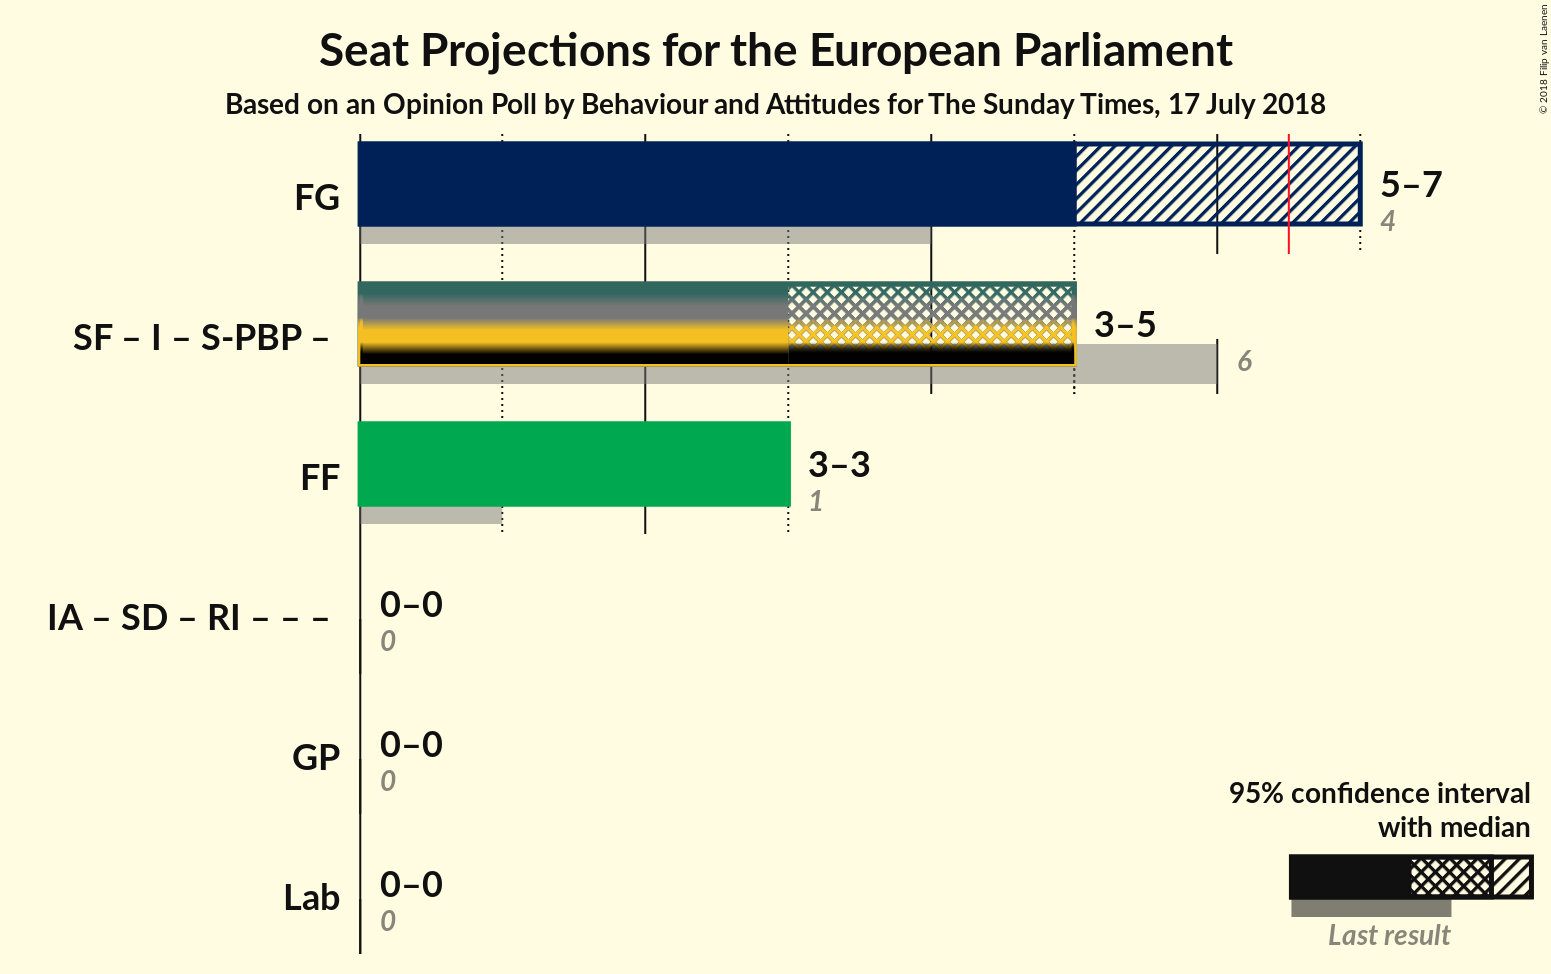 Seat Projections for the European Parliament
Based on an Opinion Poll by Behaviour and Attitudes for The Sunday Times, 17 July 2018
© 2018 Filip van Laenen
FG
5–7
4
SF – I – S-PBP –
3–5
6
FF
3–3
1
IA – SD – RI – – –
0–0
0
GP
0–0
0
Lab
0–0
0
95% confidence interval
with median
Last result